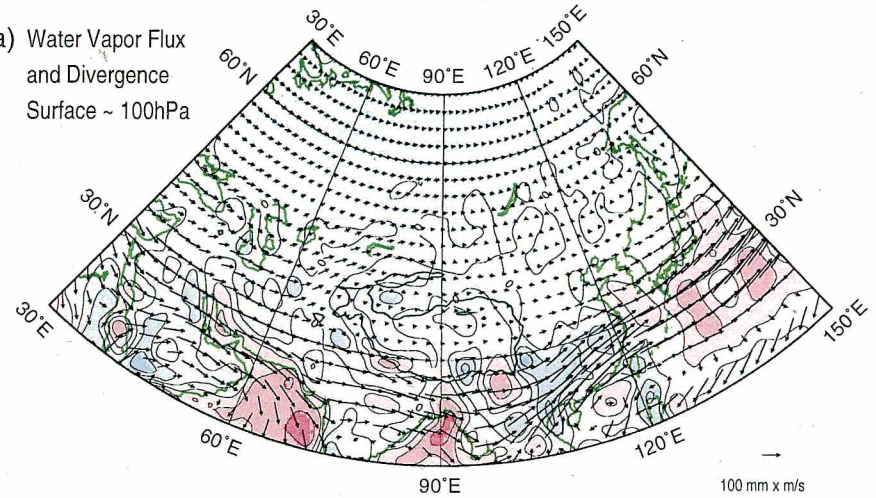 a) Water Vapor Flux
and Divergence
Surface ~ 100hPa
30°E
60°E
90°E
120°E
150°E
60°N
60°N
30°N
30°N
30°E
150°E
60°E
120°E
90°E
100 mm x m/s